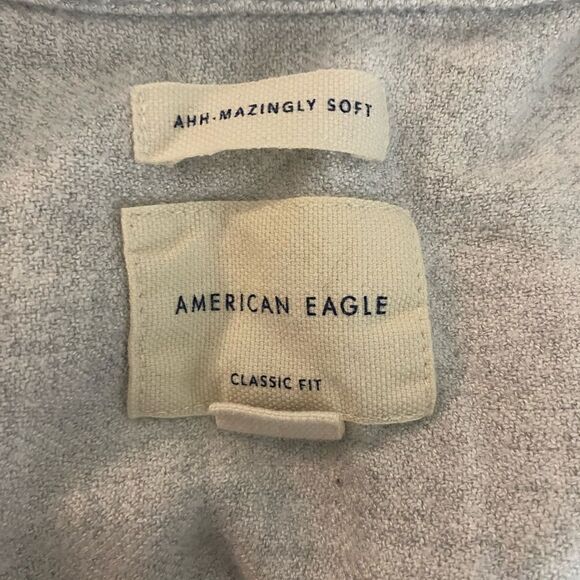 AHH-MAZINGLY SOFT
AMERICAN EAGLE
CLASSIC FIT